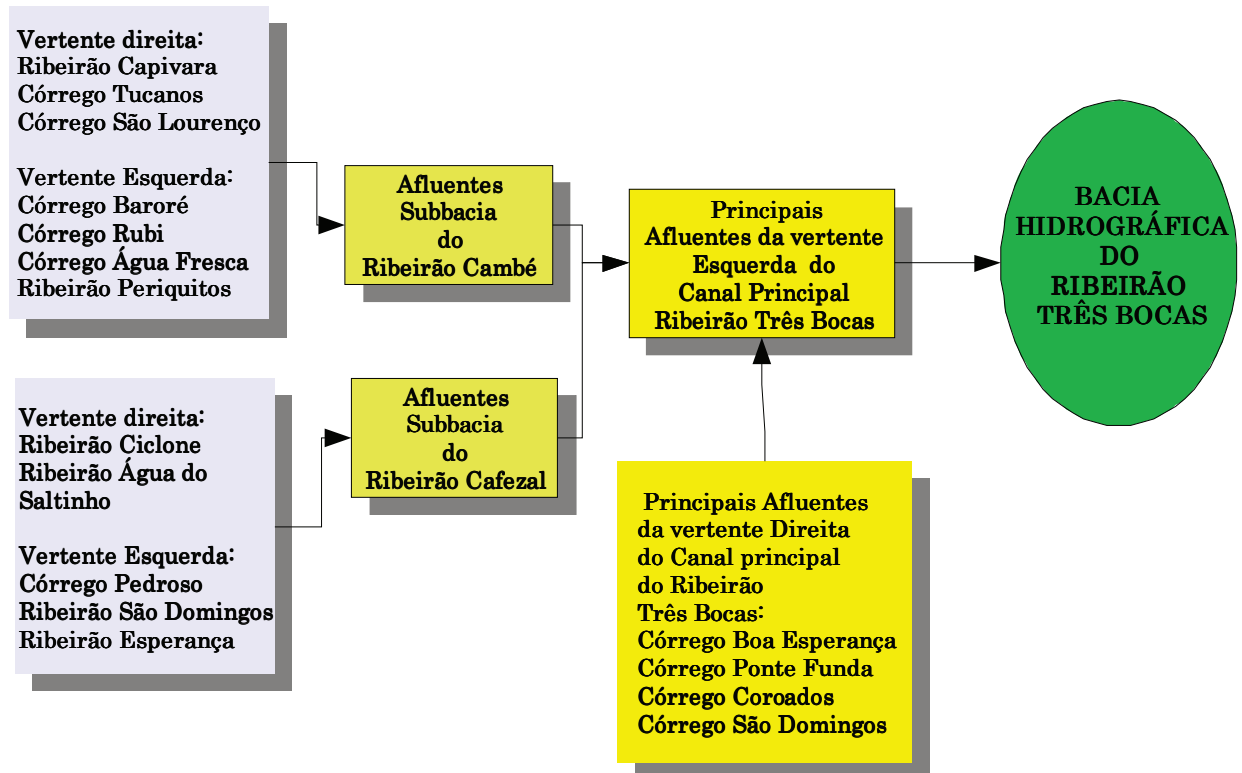 Vertente direita:
Ribeirão Capivara
Córrego Tucanos
Córrego São Lourenço
Vertente Esquerda:
Córrego Baroré
Córrego Rubi
Córrego Água Fresca
Ribeirão Periquitos
Afluentes
Subbacia
do
Ribeirão Cambé
Vertente direita:
Ribeirão Ciclone
Ribeirão Água do
Saltinho
Vertente Esquerda:
Córrego Pedroso
Ribeirão São Domingos
Ribeirão Esperança
Afluentes
Subbacia
do
Ribeirão Cafezal
Principais
Afluentes da vertente
Esquerda do
Canal Principal
Ribeirão Três Bocas
Principais Afluentes
da vertente Direita
do Canal principal
do Ribeirão
Três Bocas:
Córrego Boa Esperança
Córrego Ponte Funda
Córrego Coroados
Córrego São Domingos
BACIA
HIDROGRÁFICA
DO
RIBEIRÃO
TRÊS BOCAS